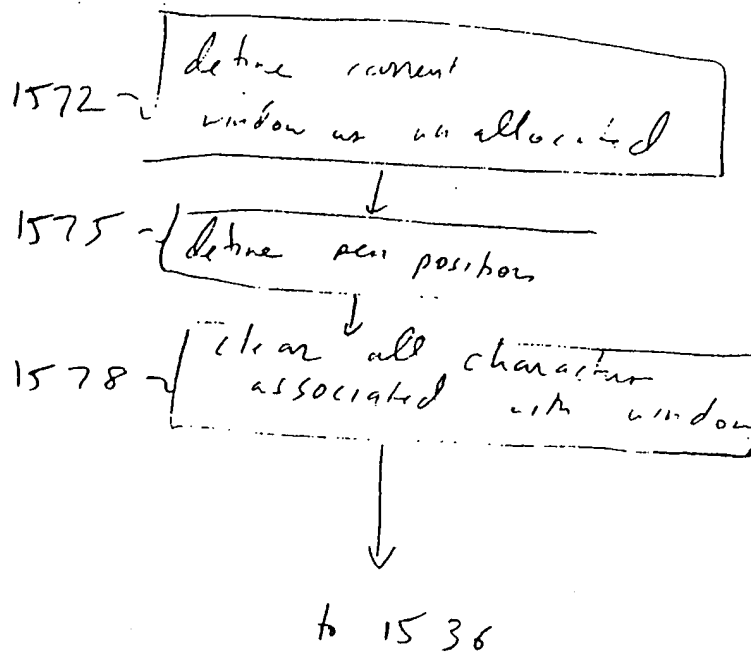 1572
define current
window as unallocated
1575
define pen position
1578
clear all characters
associated with window
to 1536